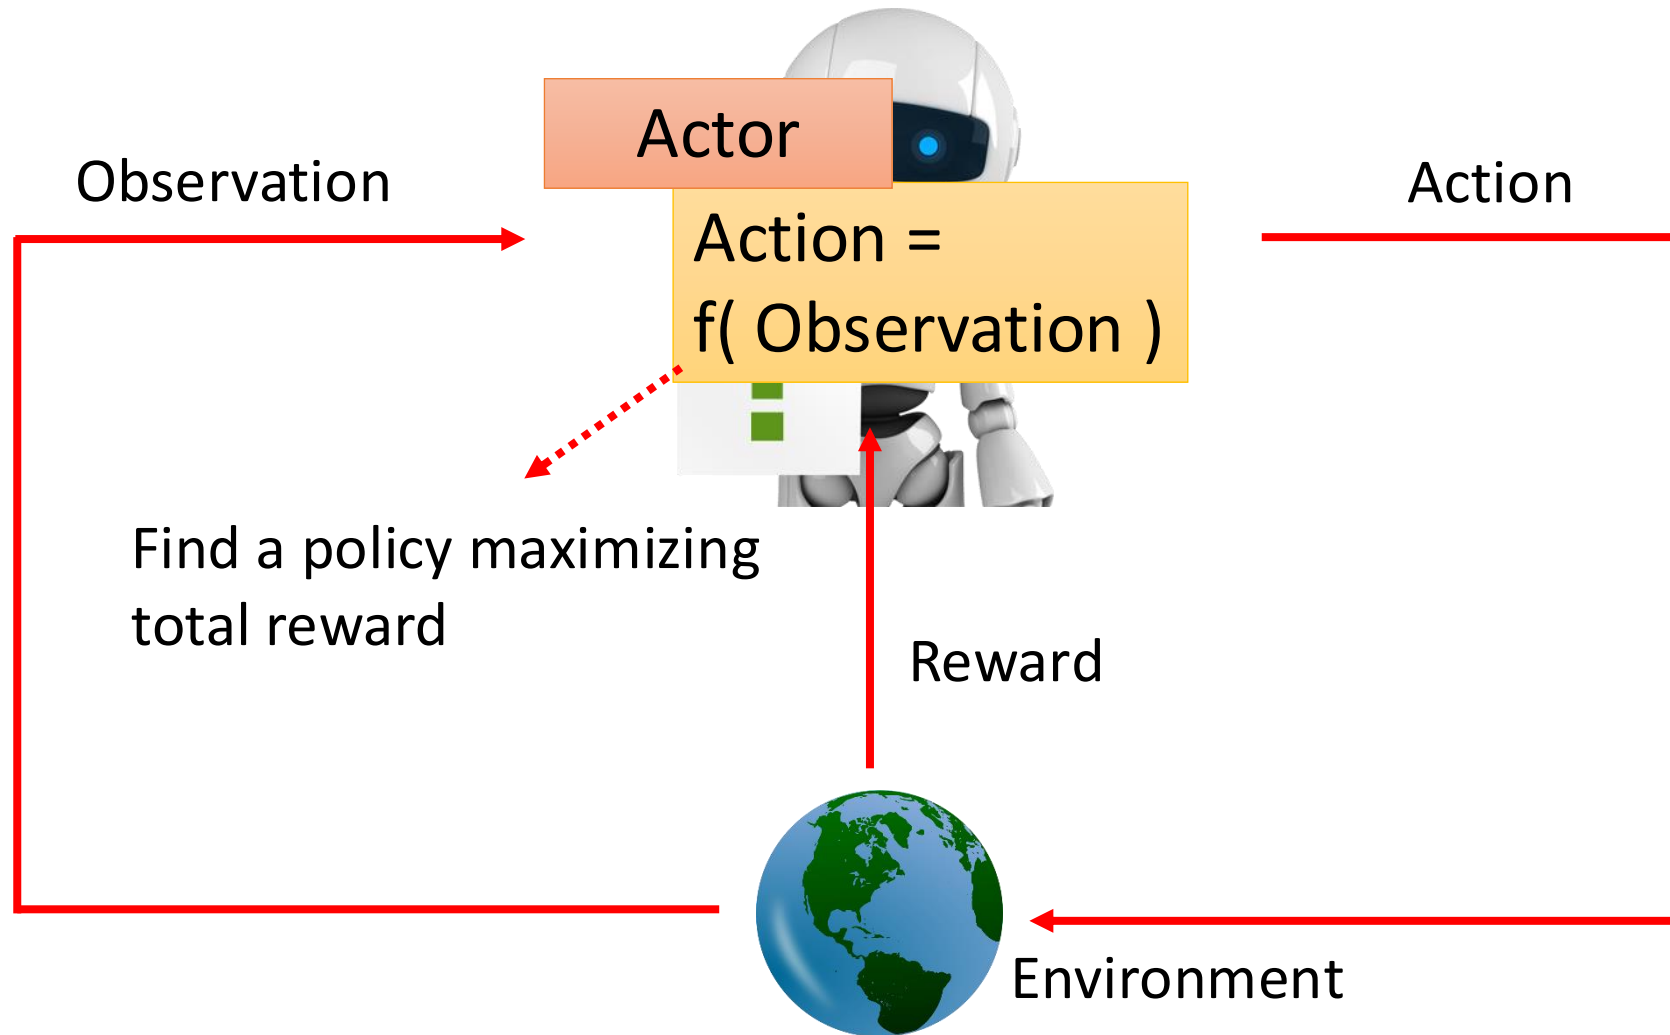 Actor
Observation
Action
Action =
f( Observation )
Find a policy maximizing
total reward
Reward
Environment